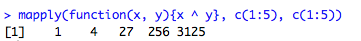 > mapply(function(x, y){x ^ y}, c(1:5), c(1:5))
[1]    1    4   27  256 3125